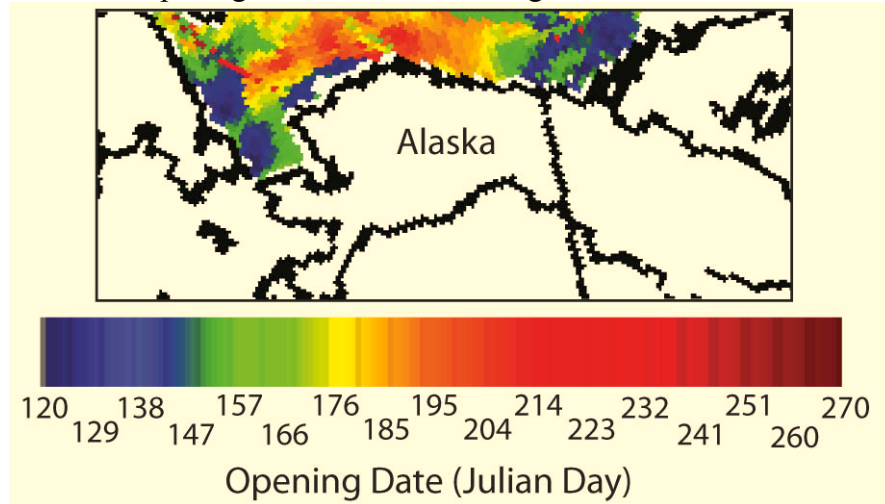 Alaska
120 138 157 176 195 214 232 251 270
129 147 166 185 204 223 241 260
Opening Date (Julian Day)